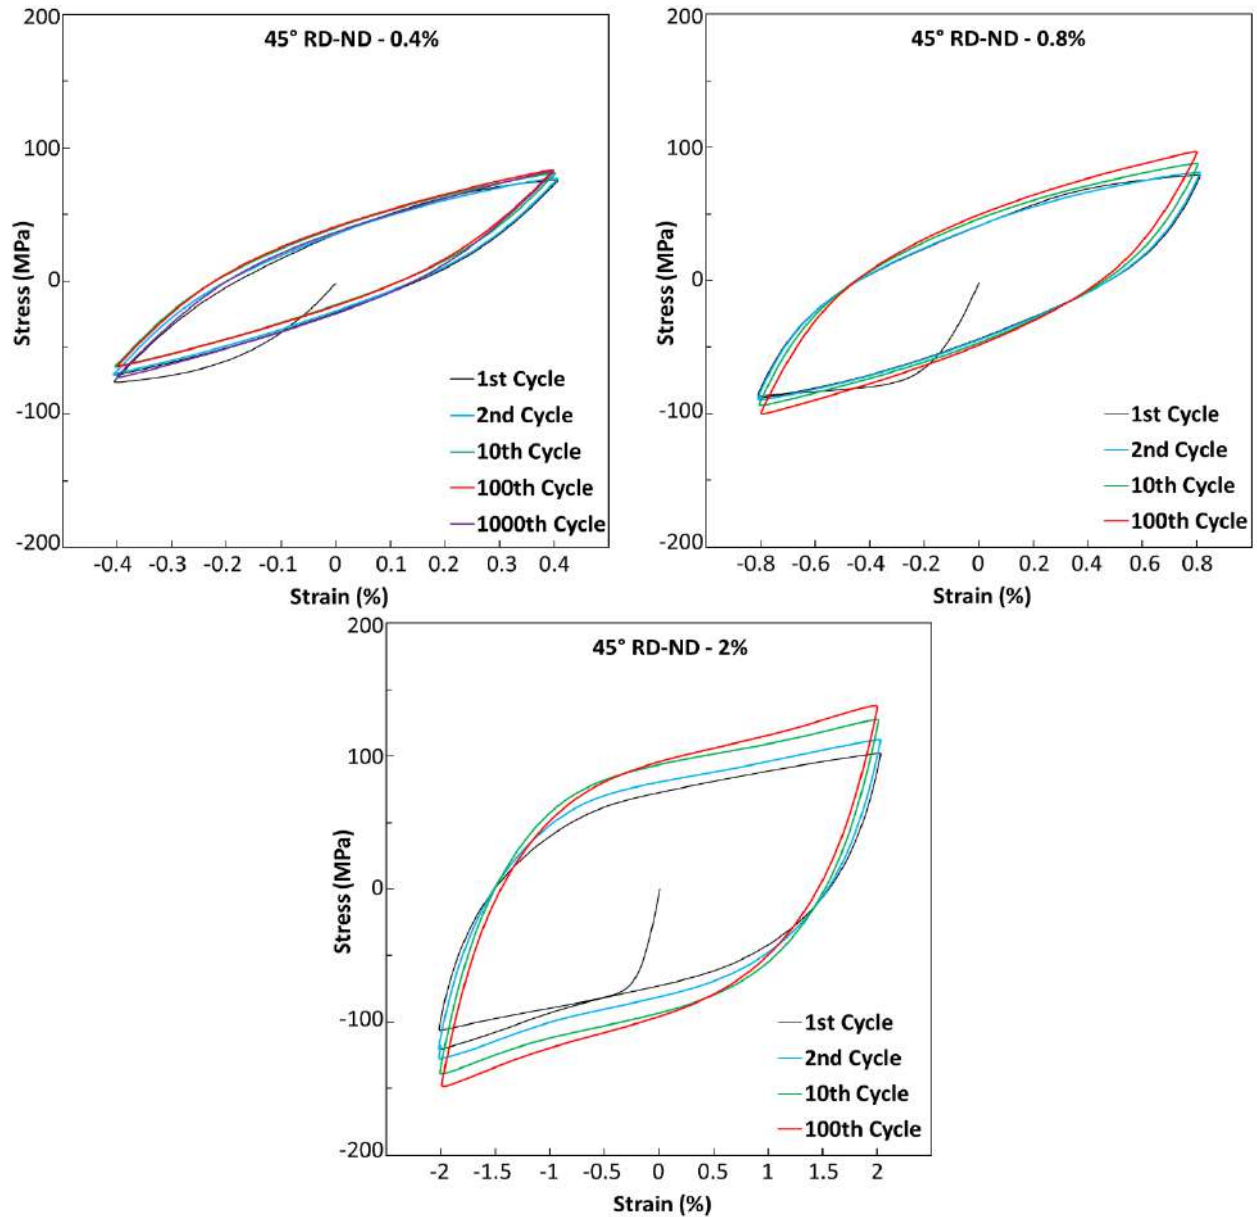 45° RD-ND - 0.4%
200
100
0
-100
-200
Stress (MPa)
1st Cycle
2nd Cycle
10th Cycle
100th Cycle
1000th Cycle
-0.4 -0.3 -0.2 -0.1 0 0.1 0.2 0.3 0.4
Strain (%)
45° RD-ND - 0.8%
200
100
0
-100
-200
Stress (MPa)
1st Cycle
2nd Cycle
10th Cycle
100th Cycle
-0.8 -0.6 -0.4 -0.2 0 0.2 0.4 0.6 0.8
Strain (%)
45° RD-ND - 2%
200
100
0
-100
-200
Stress (MPa)
1st Cycle
2nd Cycle
10th Cycle
100th Cycle
-2 -1.5 -1 -0.5 0 0.5 1 1.5 2
Strain (%)